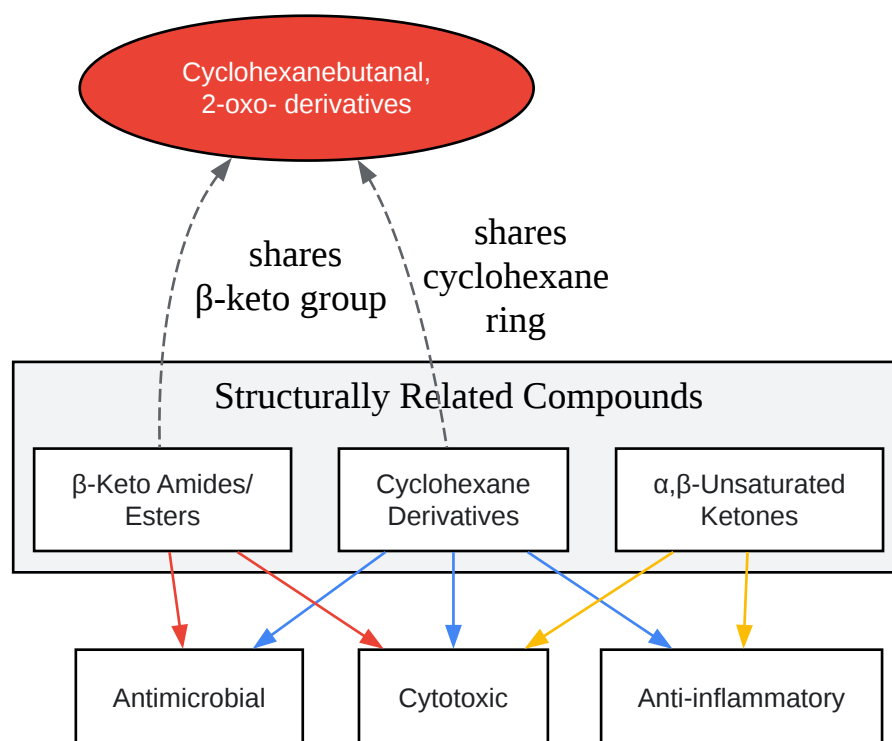 Cyclohexanebutanal,
2-oxo- derivatives
shares
β-keto group
shares
cyclohexane
ring
Structurally Related Compounds
β-Keto Amides/
Esters
Cyclohexane
Derivatives
α,β-Unsaturated
Ketones
Antimicrobial
Cytotoxic
Anti-inflammatory